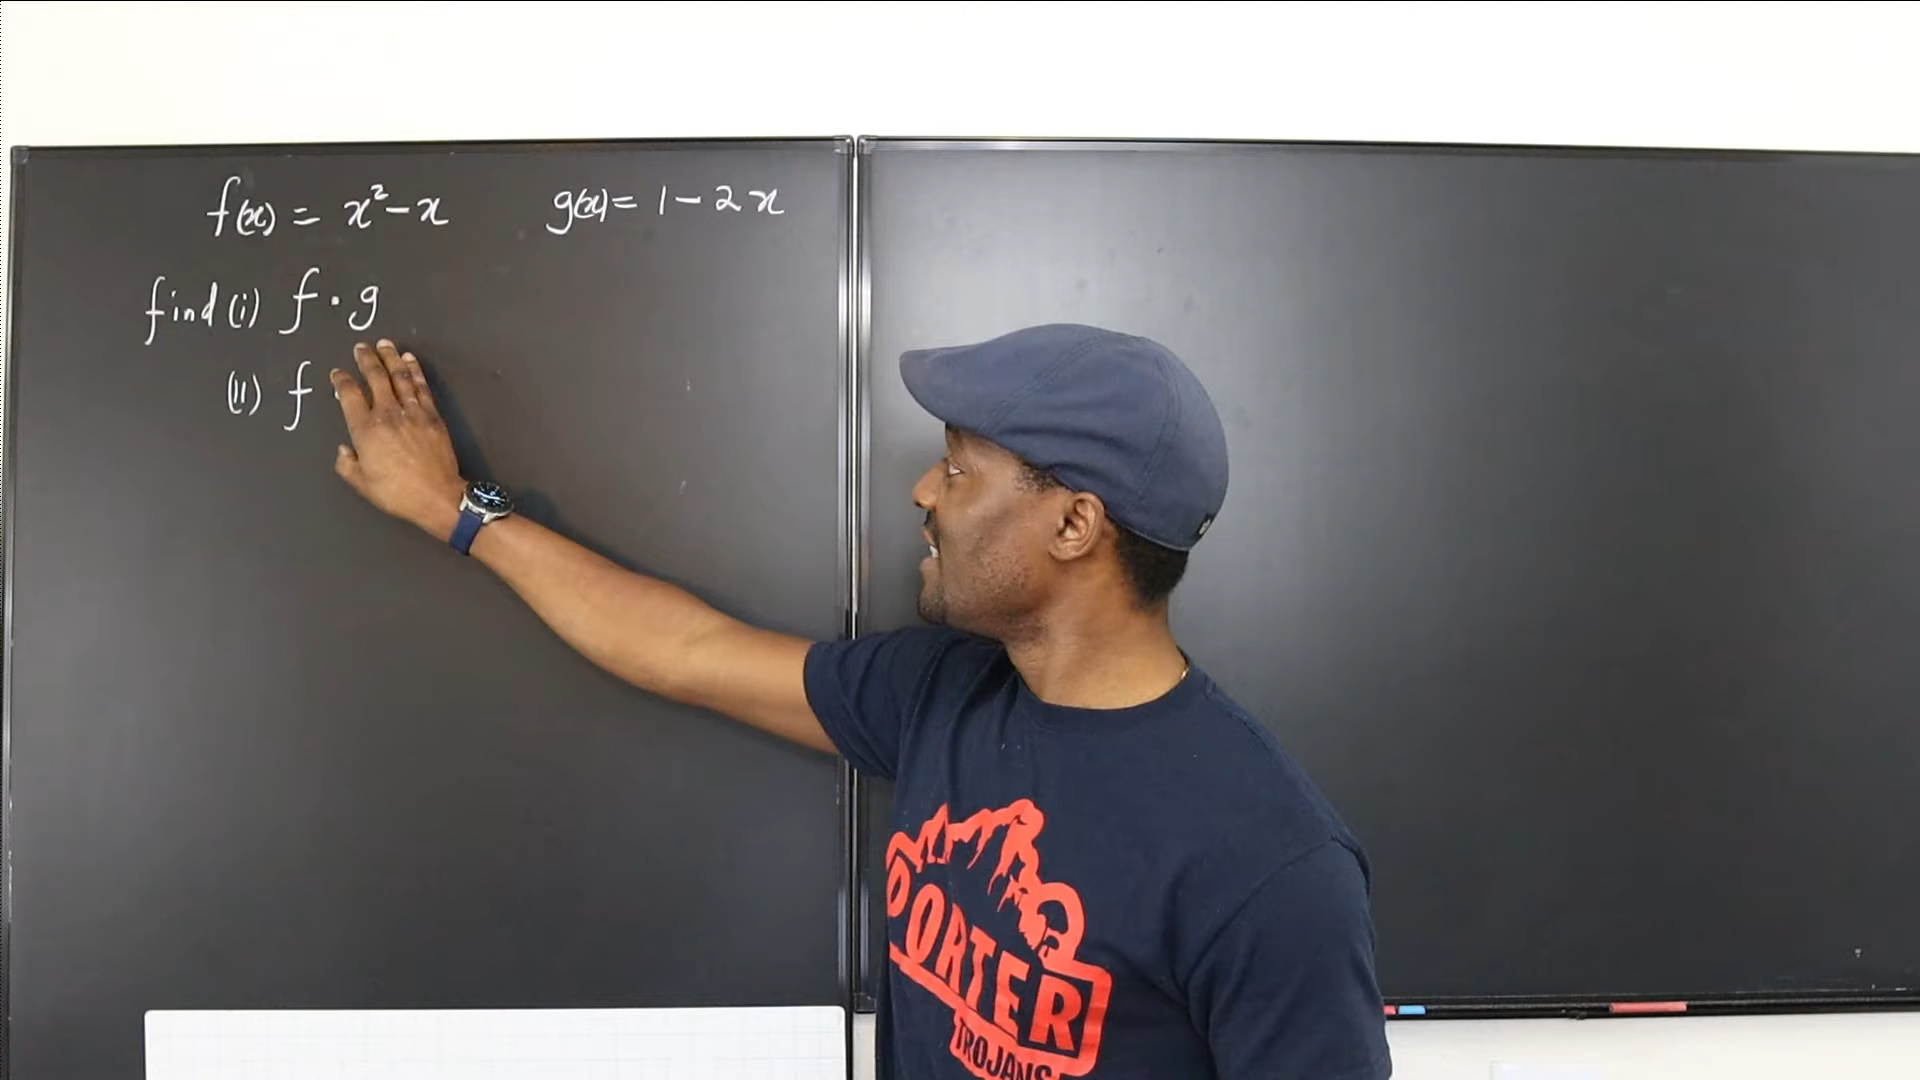 f(x) = x²-x g(x) = 1 - 2x
find (i) f · g
(ii) f
PORTER
TROJANS